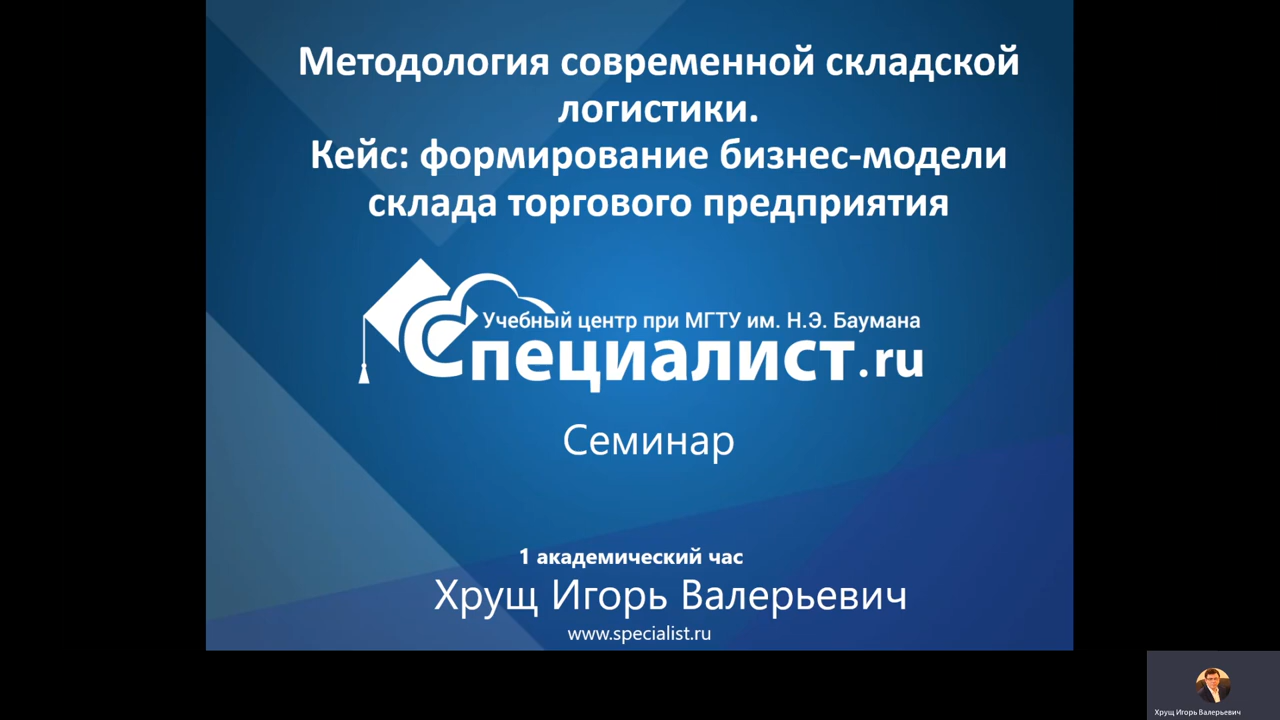 Методология современной складской
логистики.
Кейс: формирование бизнес-модели
склада торгового предприятия
Учебный центр при МГТУ им. Н.Э. Баумана
Специалист.ru
Семинар
1 академический час
Хрущ Игорь Валерьевич
www.specialist.ru
Хрущ Игорь Валерьевич